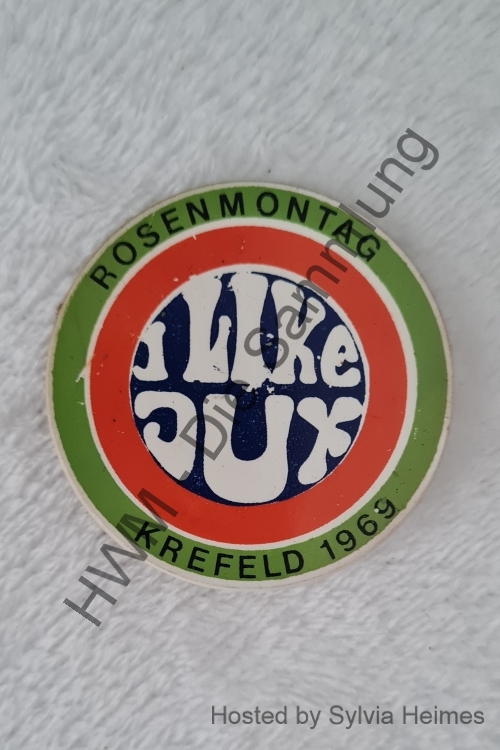 ROSENMONTAG
I LIKe
JUX
KREFELD 1969
HWM - Die Sammlung
Hosted by Sylvia Heimes